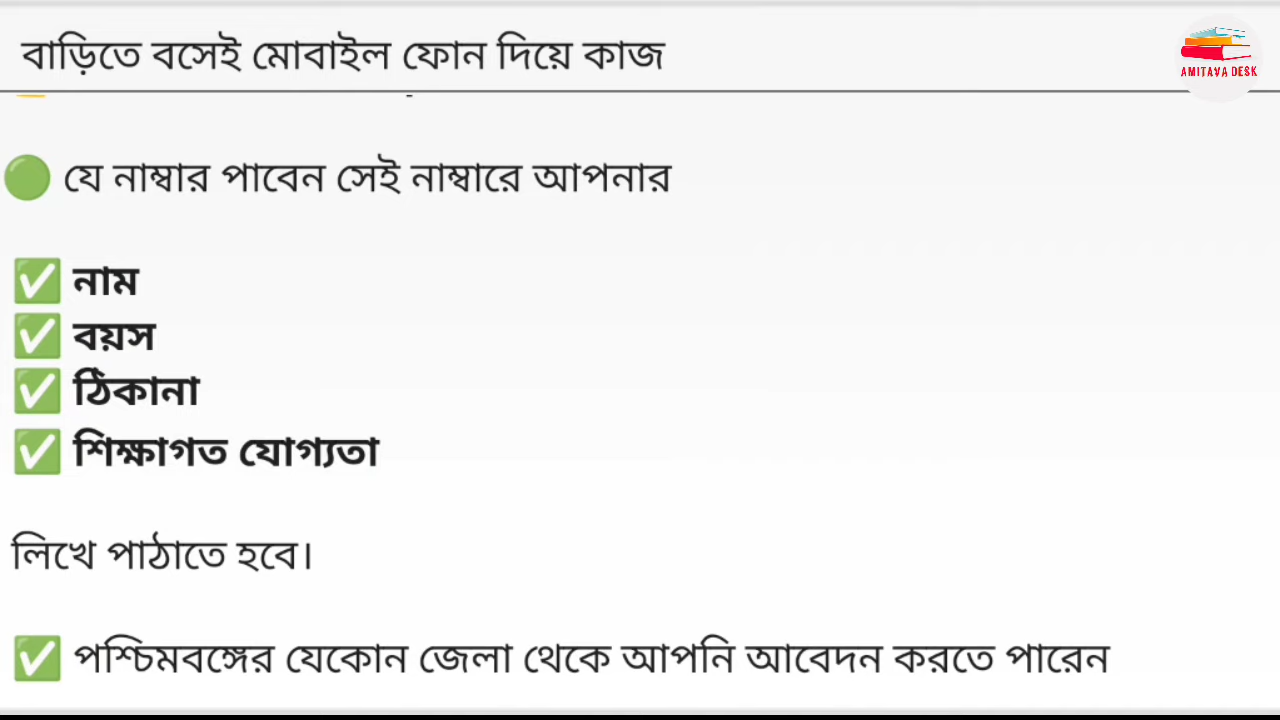 বাড়িতে বসেই মোবাইল ফোন দিয়ে কাজ
AMITAVA DESK
🟢 যে নাম্বার পাবেন সেই নাম্বারে আপনার
✅ নাম
✅ বয়স
✅ ঠিকানা
✅ শিক্ষাগত যোগ্যতা
লিখে পাঠাতে হবে।
✅ পশ্চিমবঙ্গের যেকোন জেলা থেকে আপনি আবেদন করতে পারেন